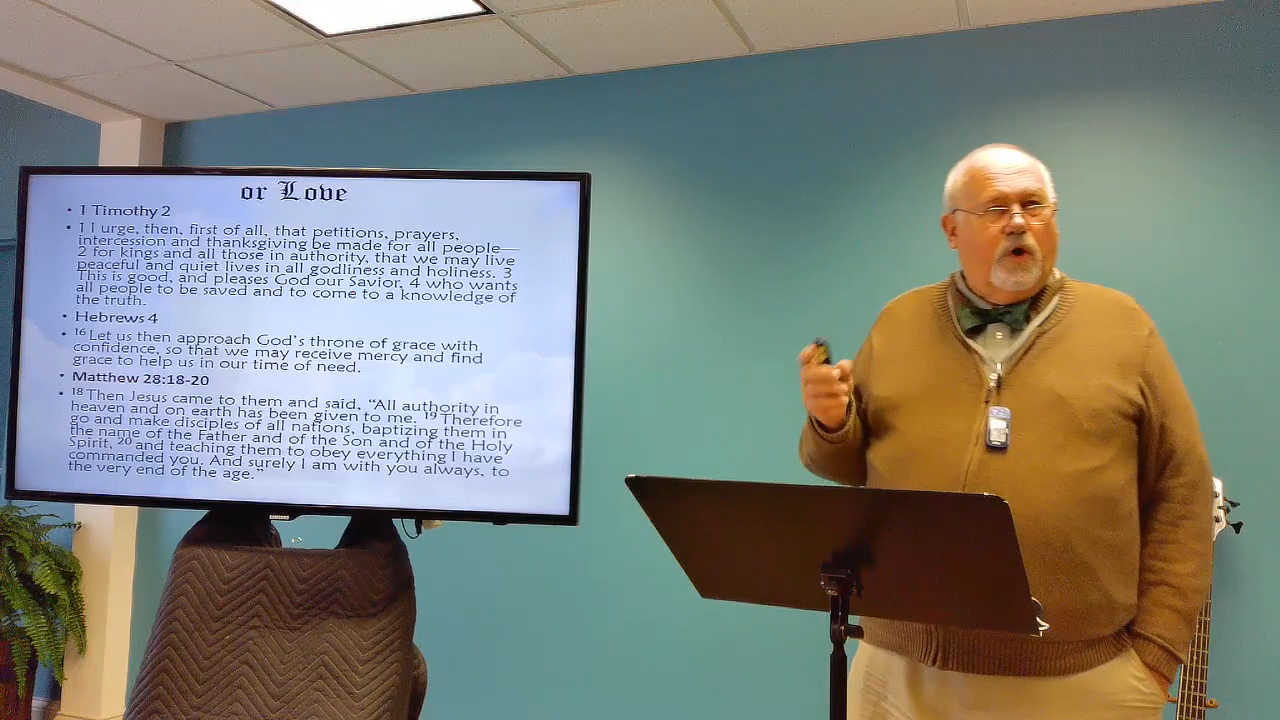 or Love
• 1 Timothy 2
• 1 I urge, then, first of all, that petitions, prayers,
intercession and thanksgiving be made for all people—
2 for kings and all those in authority, that we may live
peaceful and quiet lives in all godliness and holiness. 3
This is good, and pleases God our Savior, 4 who wants
all people to be saved and to come to a knowledge of
the truth.
• Hebrews 4
• 16 Let us then approach God's throne of grace with
confidence, so that we may receive mercy and find
grace to help us in our time of need.
• Matthew 28:18-20
• 18 Then Jesus came to them and said, "All authority in
heaven and on earth has been given to me. 19 Therefore
go and make disciples of all nations, baptizing them in
the name of the Father and of the Son and of the Holy
Spirit, 20 and teaching them to obey everything I have
commanded you. And surely I am with you always, to
the very end of the age."